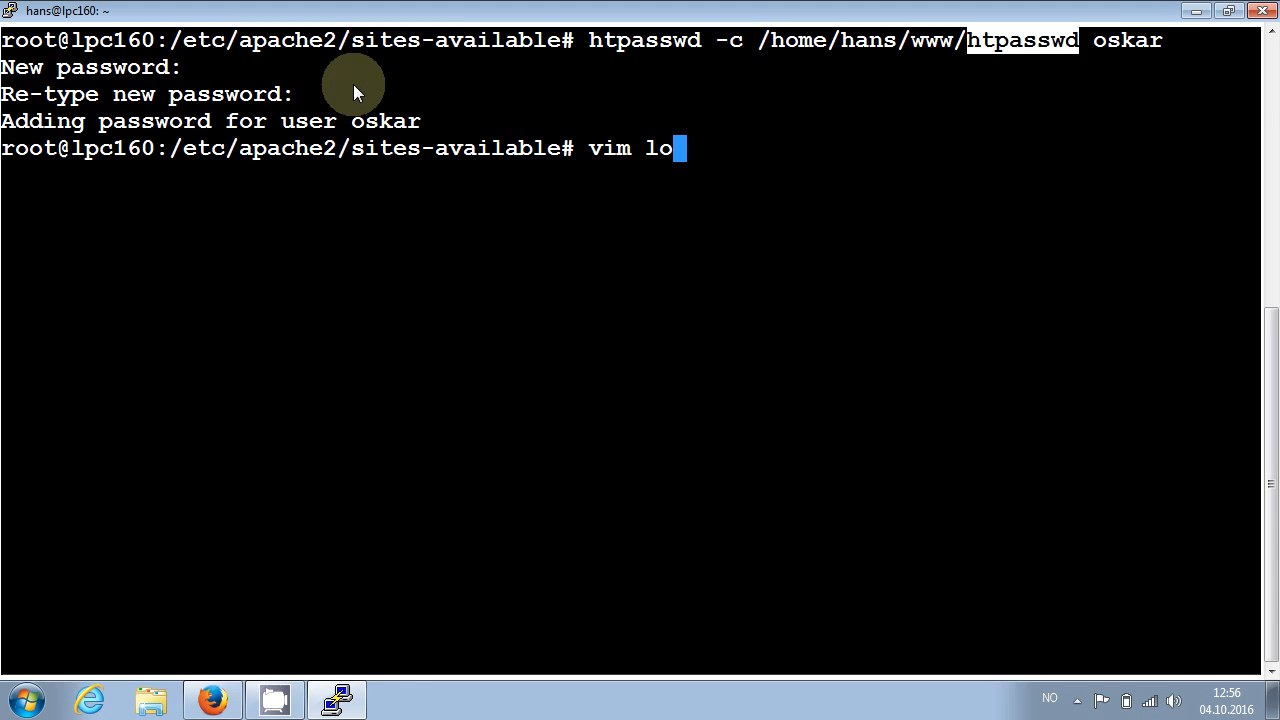 hans@lpc160: ~
root@lpc160:/etc/apache2/sites-available# htpasswd -c /home/hans/www/htpasswd oskar
New password:
Re-type new password:
Adding password for user oskar
root@lpc160:/etc/apache2/sites-available# vim lo
NO
12:56
04.10.2016